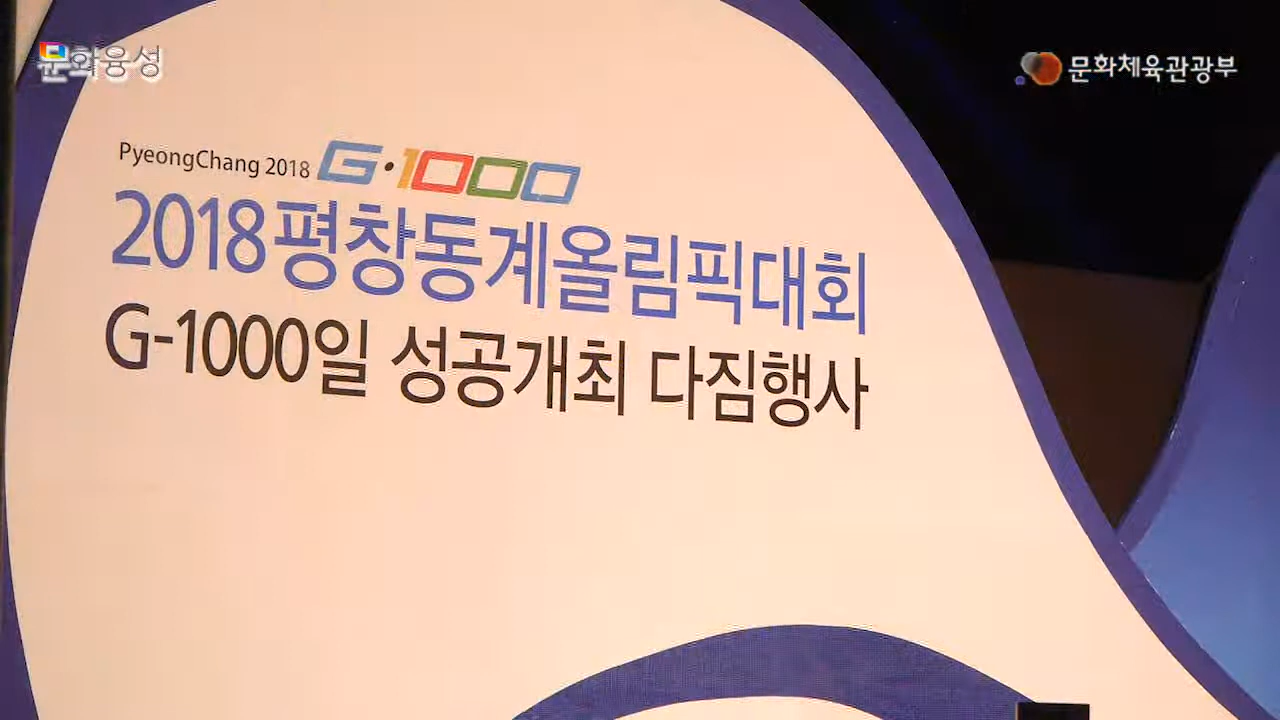 문화융성
문화체육관광부
PyeongChang 2018 G·1000
2018평창동계올림픽대회
G-1000일 성공개최 다짐행사